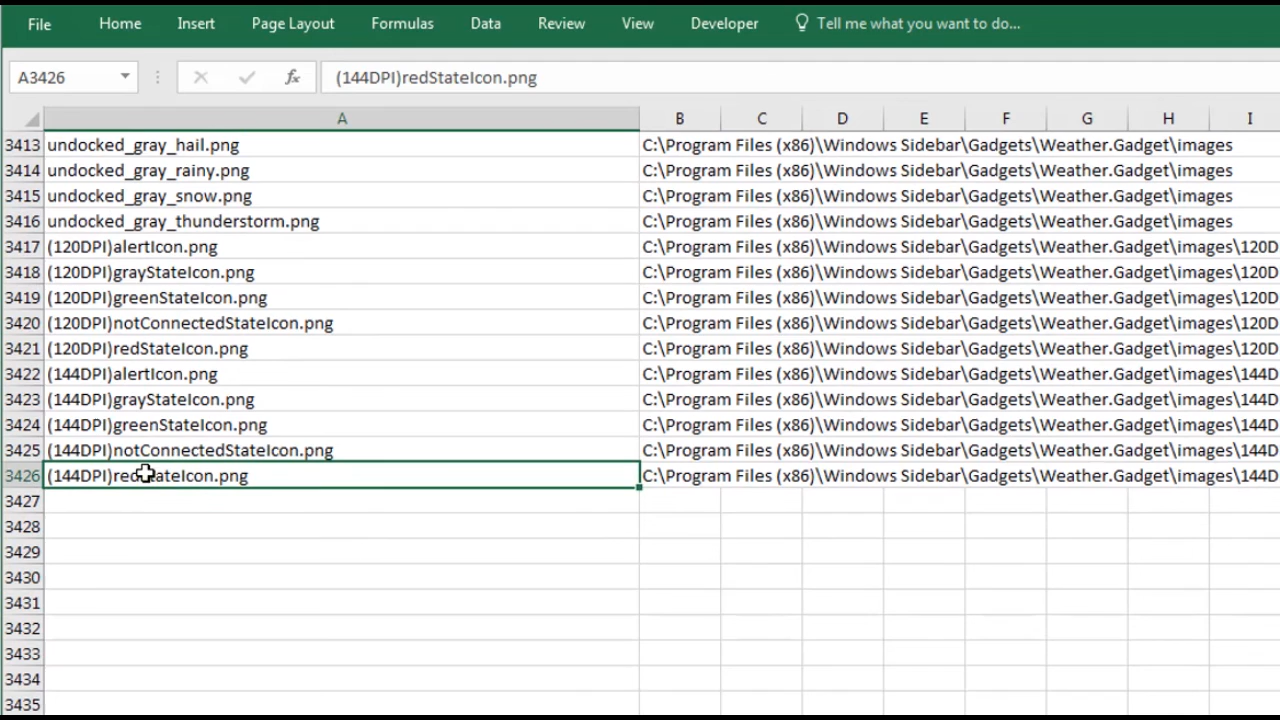 File Home Insert Page Layout Formulas Data Review View Developer Tell me what you want to do...
A3426 fx (144DPI)redStateIcon.png
A B C D E F G H I
3413 undocked_gray_hail.png C:\Program Files (x86)\Windows Sidebar\Gadgets\Weather.Gadget\images
3414 undocked_gray_rainy.png C:\Program Files (x86)\Windows Sidebar\Gadgets\Weather.Gadget\images
3415 undocked_gray_snow.png C:\Program Files (x86)\Windows Sidebar\Gadgets\Weather.Gadget\images
3416 undocked_gray_thunderstorm.png C:\Program Files (x86)\Windows Sidebar\Gadgets\Weather.Gadget\images
3417 (120DPI)alertIcon.png C:\Program Files (x86)\Windows Sidebar\Gadgets\Weather.Gadget\images\120D
3418 (120DPI)grayStateIcon.png C:\Program Files (x86)\Windows Sidebar\Gadgets\Weather.Gadget\images\120D
3419 (120DPI)greenStateIcon.png C:\Program Files (x86)\Windows Sidebar\Gadgets\Weather.Gadget\images\120D
3420 (120DPI)notConnectedStateIcon.png C:\Program Files (x86)\Windows Sidebar\Gadgets\Weather.Gadget\images\120D
3421 (120DPI)redStateIcon.png C:\Program Files (x86)\Windows Sidebar\Gadgets\Weather.Gadget\images\120D
3422 (144DPI)alertIcon.png C:\Program Files (x86)\Windows Sidebar\Gadgets\Weather.Gadget\images\144D
3423 (144DPI)grayStateIcon.png C:\Program Files (x86)\Windows Sidebar\Gadgets\Weather.Gadget\images\144D
3424 (144DPI)greenStateIcon.png C:\Program Files (x86)\Windows Sidebar\Gadgets\Weather.Gadget\images\144D
3425 (144DPI)notConnectedStateIcon.png C:\Program Files (x86)\Windows Sidebar\Gadgets\Weather.Gadget\images\144D
3426 (144DPI)redStateIcon.png C:\Program Files (x86)\Windows Sidebar\Gadgets\Weather.Gadget\images\144D
3427
3428
3429
3430
3431
3432
3433
3434
3435